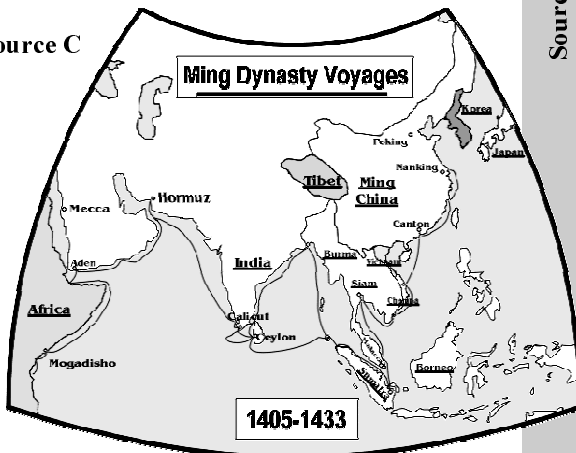 ource C
Sourc
Ming Dynasty Voyages
Korea
Peking
Japan
Nanking
Tibet
Ming
China
Hormuz
Mecca
Canton
India
Burma
Vietnam
Aden
Siam
Champa
Africa
Calicut
Ceylon
Mogadisho
Borneo
Sumatra
1405-1433